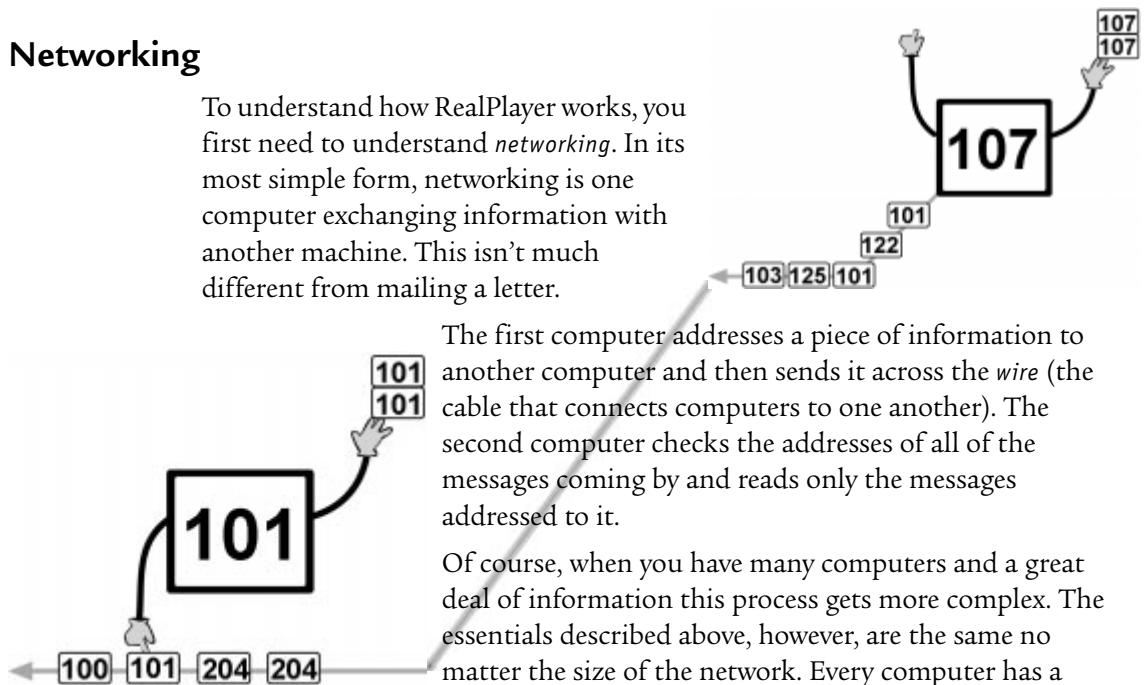 Networking
To understand how RealPlayer works, you
first need to understand networking. In its
most simple form, networking is one
computer exchanging information with
another machine. This isn’t much
different from mailing a letter.
107
107
107
101
122
103 125 101
The first computer addresses a piece of information to
another computer and then sends it across the wire (the
cable that connects computers to one another). The
second computer checks the addresses of all of the
messages coming by and reads only the messages
addressed to it.
Of course, when you have many computers and a great
deal of information this process gets more complex. The
essentials described above, however, are the same no
matter the size of the network. Every computer has a
101
101
101
100 101 204 204